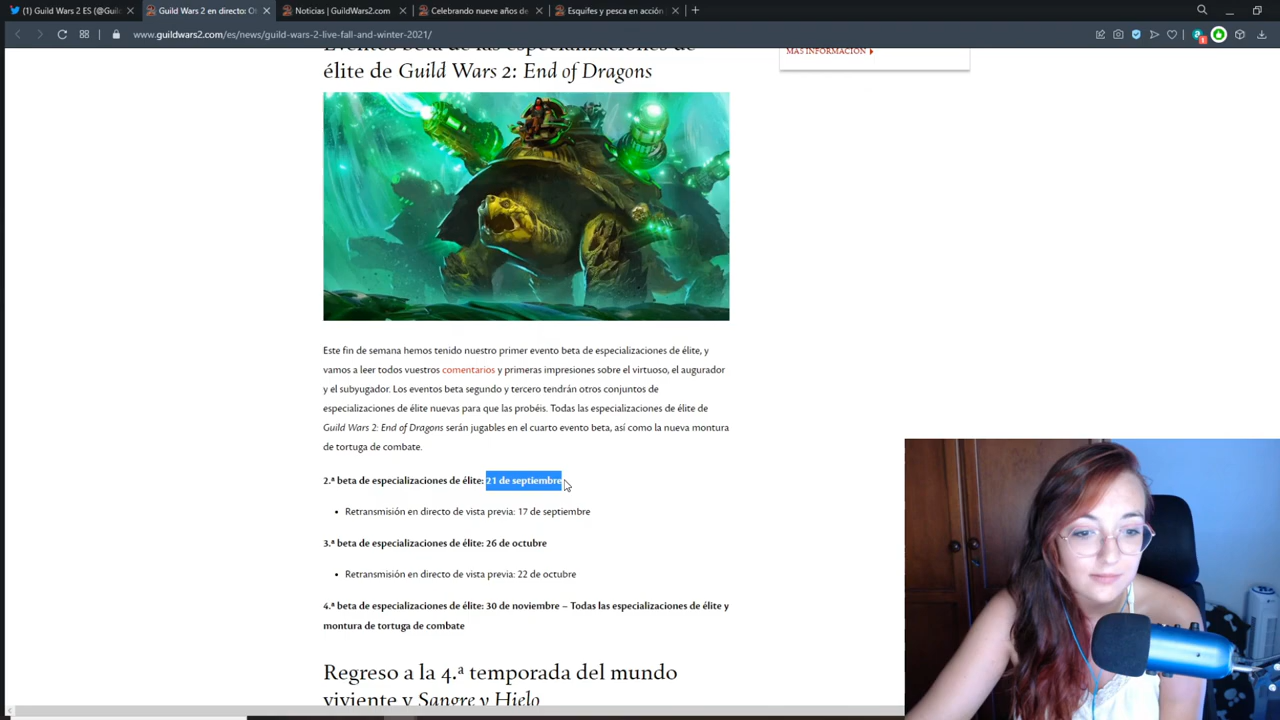 (1) Guild Wars 2 ES (@Guil
Guild Wars 2 en directo: Ot
Noticias | GuildWars2.com
Celebrando nueve años de
Esquifes y pesca en acción |
www.guildwars2.com/es/news/guild-wars-2-live-fall-and-winter-2021/
MÁS INFORMACIÓN
Eventos beta de las especializaciones de
élite de Guild Wars 2: End of Dragons
Este fin de semana hemos tenido nuestro primer evento beta de especializaciones de élite, y
vamos a leer todos vuestros comentarios y primeras impresiones sobre el virtuoso, el augurador
y el subyugador. Los eventos beta segundo y tercero tendrán otros conjuntos de
especializaciones de élite nuevas para que las probéis. Todas las especializaciones de élite de
Guild Wars 2: End of Dragons serán jugables en el cuarto evento beta, así como la nueva montura
de tortuga de combate.
2.ª beta de especializaciones de élite: 21 de septiembre
• Retransmisión en directo de vista previa: 17 de septiembre
3.ª beta de especializaciones de élite: 26 de octubre
• Retransmisión en directo de vista previa: 22 de octubre
4.ª beta de especializaciones de élite: 30 de noviembre – Todas las especializaciones de élite y
montura de tortuga de combate
Regreso a la 4.ª temporada del mundo
viviente y Sangre y Hielo